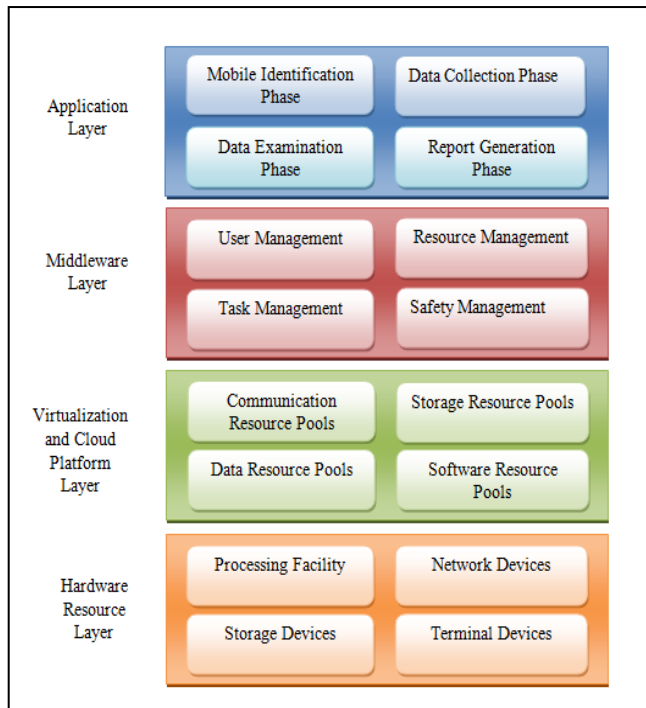 Application
Layer
Mobile Identification
Phase
Data Collection Phase
Data Examination
Phase
Report Generation
Phase
Middleware
Layer
User Management
Resource Management
Task Management
Safety Management
Virtualization
and Cloud
Platform
Layer
Communication
Resource Pools
Storage Resource Pools
Data Resource Pools
Software Resource
Pools
Hardware
Resource
Layer
Processing Facility
Network Devices
Storage Devices
Terminal Devices